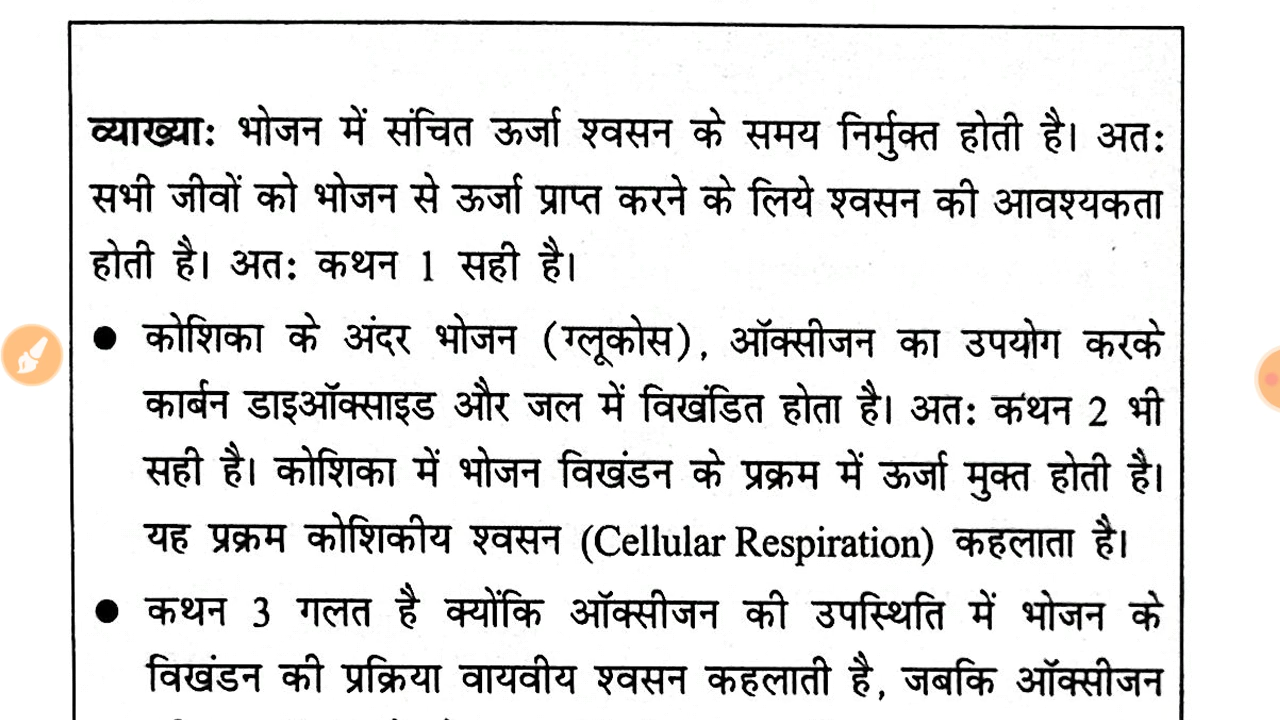 व्याख्याः भोजन में संचित ऊर्जा श्वसन के समय निर्मुक्त होती है। अतः
सभी जीवों को भोजन से ऊर्जा प्राप्त करने के लिये श्वसन की आवश्यकता
होती है। अतः कथन 1 सही है।
● कोशिका के अंदर भोजन (ग्लूकोस), ऑक्सीजन का उपयोग करके
कार्बन डाइऑक्साइड और जल में विखंडित होता है। अतः कथन 2 भी
सही है। कोशिका में भोजन विखंडन के प्रक्रम में ऊर्जा मुक्त होती है।
यह प्रक्रम कोशिकीय श्वसन (Cellular Respiration) कहलाता है।
● कथन 3 गलत है क्योंकि ऑक्सीजन की उपस्थिति में भोजन के
विखंडन की प्रक्रिया वायवीय श्वसन कहलाती है, जबकि ऑक्सीजन